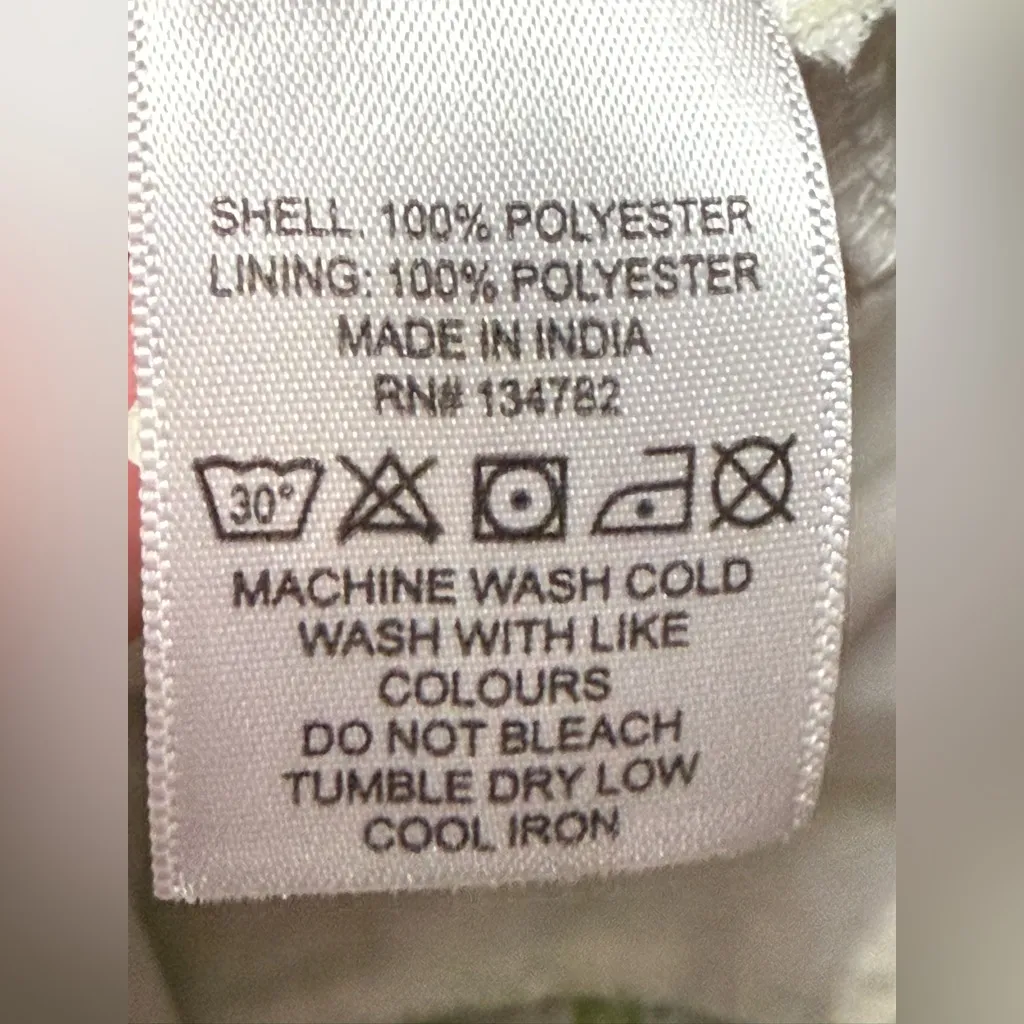 SHELL: 100% POLYESTER
LINING: 100% POLYESTER
MADE IN INDIA
RN# 134782
30°
MACHINE WASH COLD
WASH WITH LIKE
COLOURS
DO NOT BLEACH
TUMBLE DRY LOW
COOL IRON